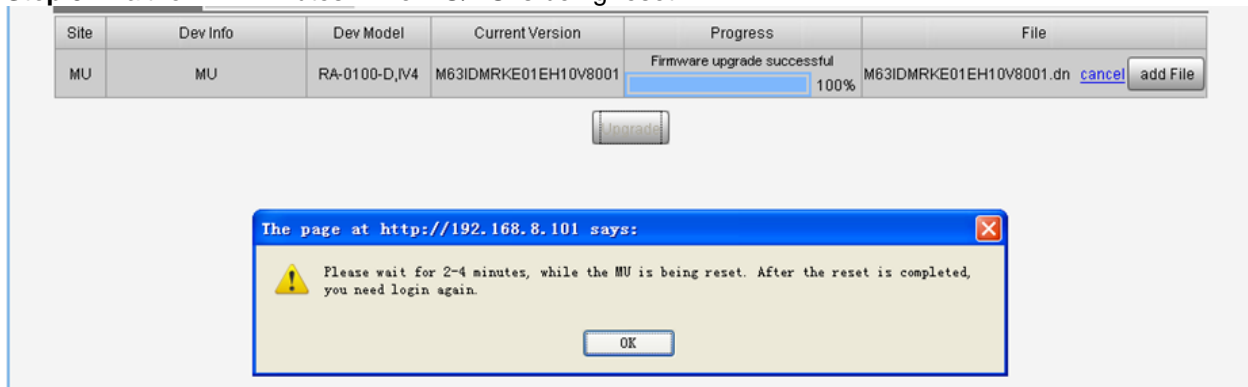 Site Dev Info Dev Model Current Version Progress File
MU MU RA-0100-D,IV4 M63IDMRKE01EH10V8001 Firmware upgrade successful 100% M63IDMRKE01EH10V8001.dn cancel add File
Upgrade
The page at http://192.168.8.101 says:
Please wait for 2-4 minutes, while the MU is being reset. After the reset is completed,
you need login again.
OK